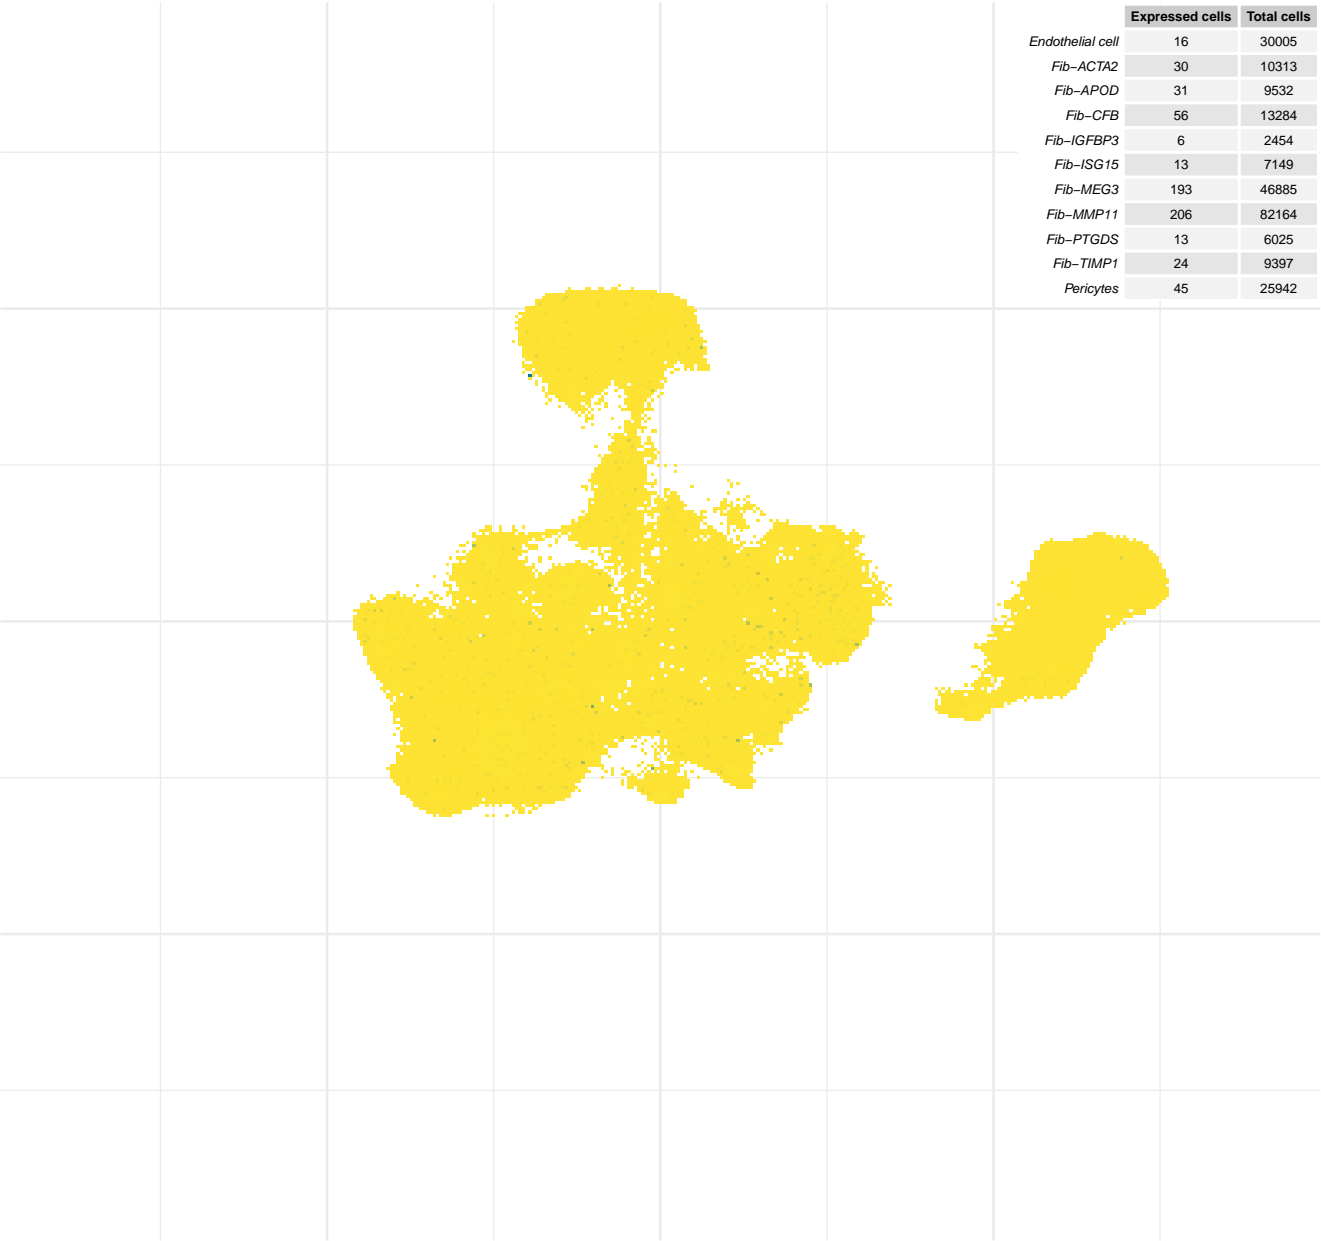 Expressed cells Total cells
Endothelial cell 16 30005
Fib−ACTA2 30 10313
Fib−APOD 31 9532
Fib−CFB 56 13284
Fib−IGFBP3 6 2454
Fib−ISG15 13 7149
Fib−MEG3 193 46885
Fib−MMP11 206 82164
Fib−PTGDS 13 6025
Fib−TIMP1 24 9397
Pericytes 45 25942